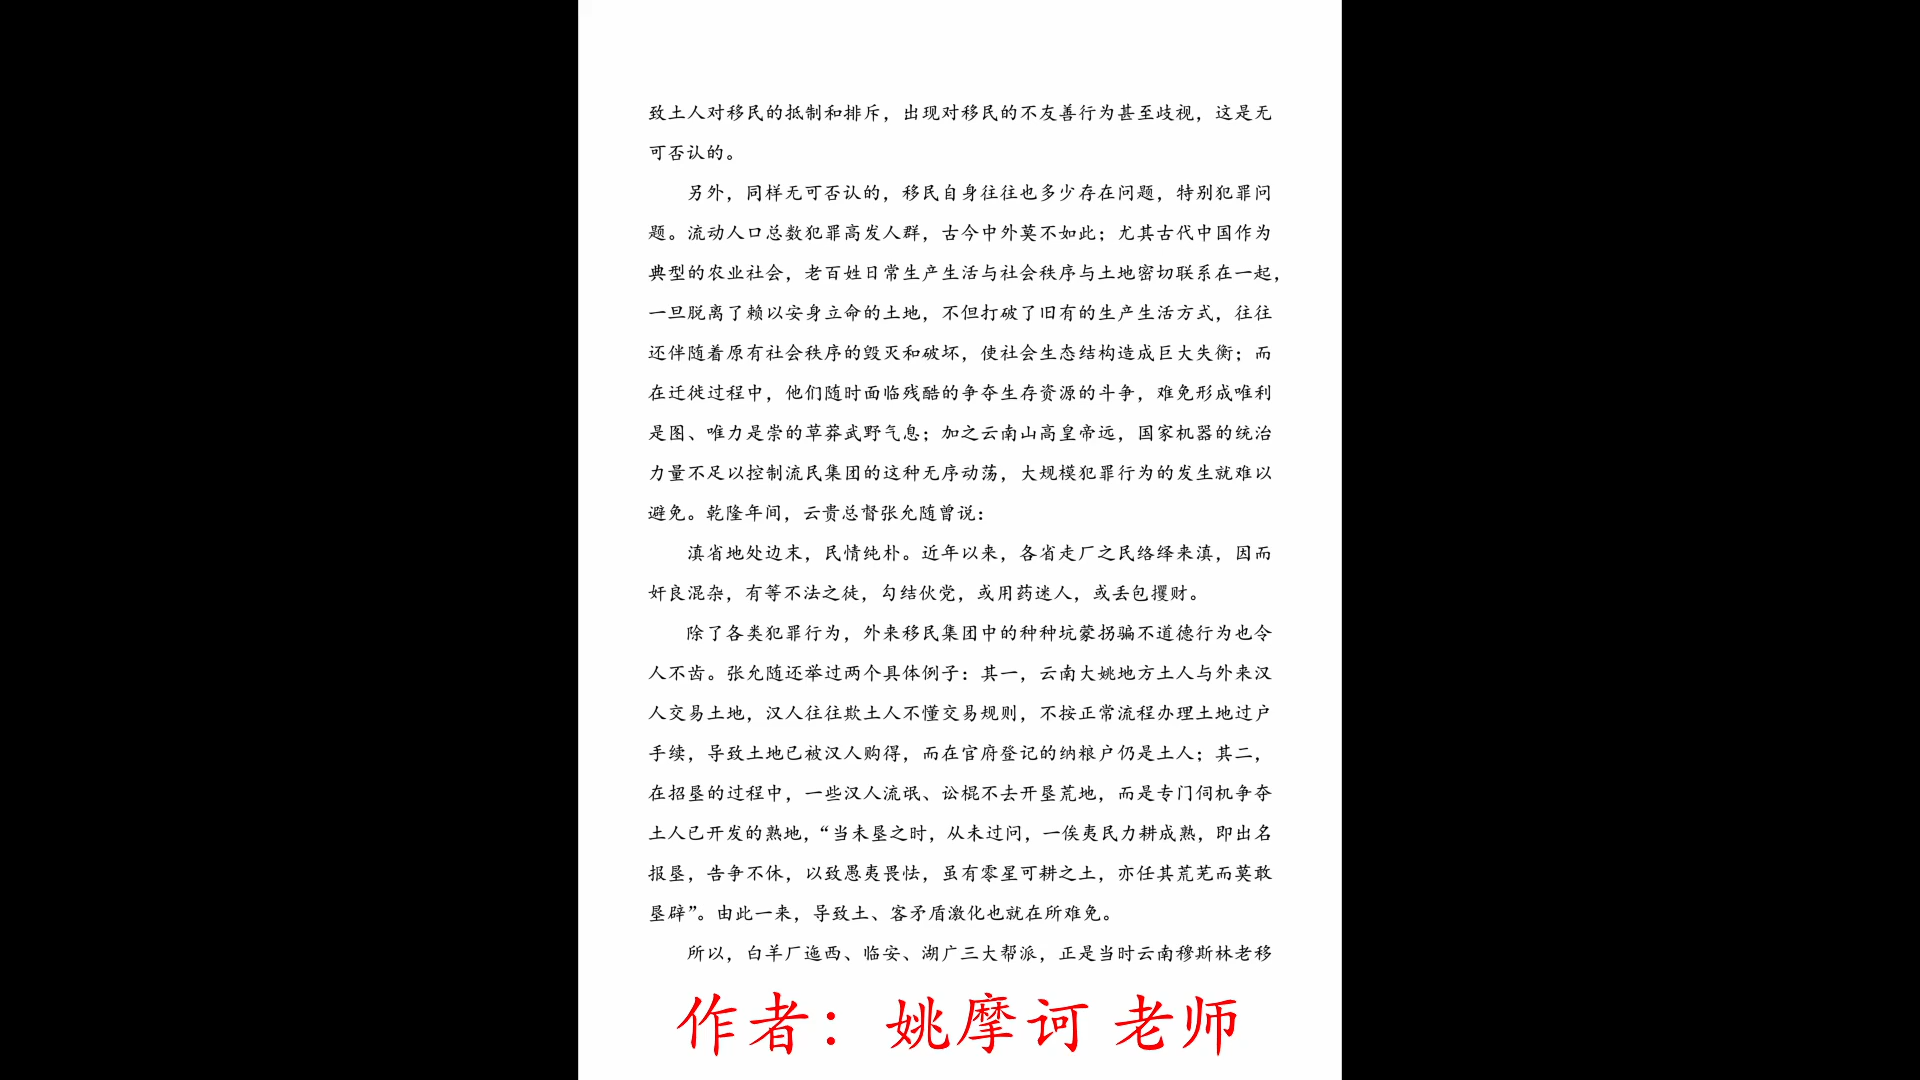 致土人对移民的抵制和排斥，出现对移民的不友善行为甚至歧视，这是无
可否认的。
另外，同样无可否认的，移民自身往往也多少存在问题，特别犯罪问
题。流动人口总数犯罪高发人群，古今中外莫不如此；尤其古代中国作为
典型的农业社会，老百姓日常生产生活与社会秩序与土地密切联系在一起，
一旦脱离了赖以安身立命的土地，不但打破了旧有的生产生活方式，往往
还伴随着原有社会秩序的毁灭和破坏，使社会生态结构造成巨大失衡；而
在迁徙过程中，他们随时面临残酷的争夺生存资源的斗争，难免形成唯利
是图、唯力是崇的草莽武野气息；加之云南山高皇帝远，国家机器的统治
力量不足以控制流民集团的这种无序动荡，大规模犯罪行为的发生就难以
避免。乾隆年间，云贵总督张允随曾说：
滇省地处边末，民情纯朴。近年以来，各省走厂之民络绎来滇，因而
奸良混杂，有等不法之徒，勾结伙党，或用药迷人，或丢包攫财。
除了各类犯罪行为，外来移民集团中的种种坑蒙拐骗不道德行为也令
人不齿。张允随还举过两个具体例子：其一，云南大姚地方土人与外来汉
人交易土地，汉人往往欺土人不懂交易规则，不按正常流程办理土地过户
手续，导致土地已被汉人购得，而在官府登记的纳粮户仍是土人；其二，
在招垦的过程中，一些汉人流氓、讼棍不去开垦荒地，而是专门伺机争夺
土人已开发的熟地，“当未垦之时，从未过问，一俟夷民力耕成熟，即出名
报垦，告争不休，以致愚夷畏怯，虽有零星可耕之土，亦任其荒芜而莫敢
垦辟”。由此一来，导致土、客矛盾激化也就在所难免。
所以，白羊厂迤西、临安、湖广三大帮派，正是当时云南穆斯林老移
作者：姚摩诃 老师